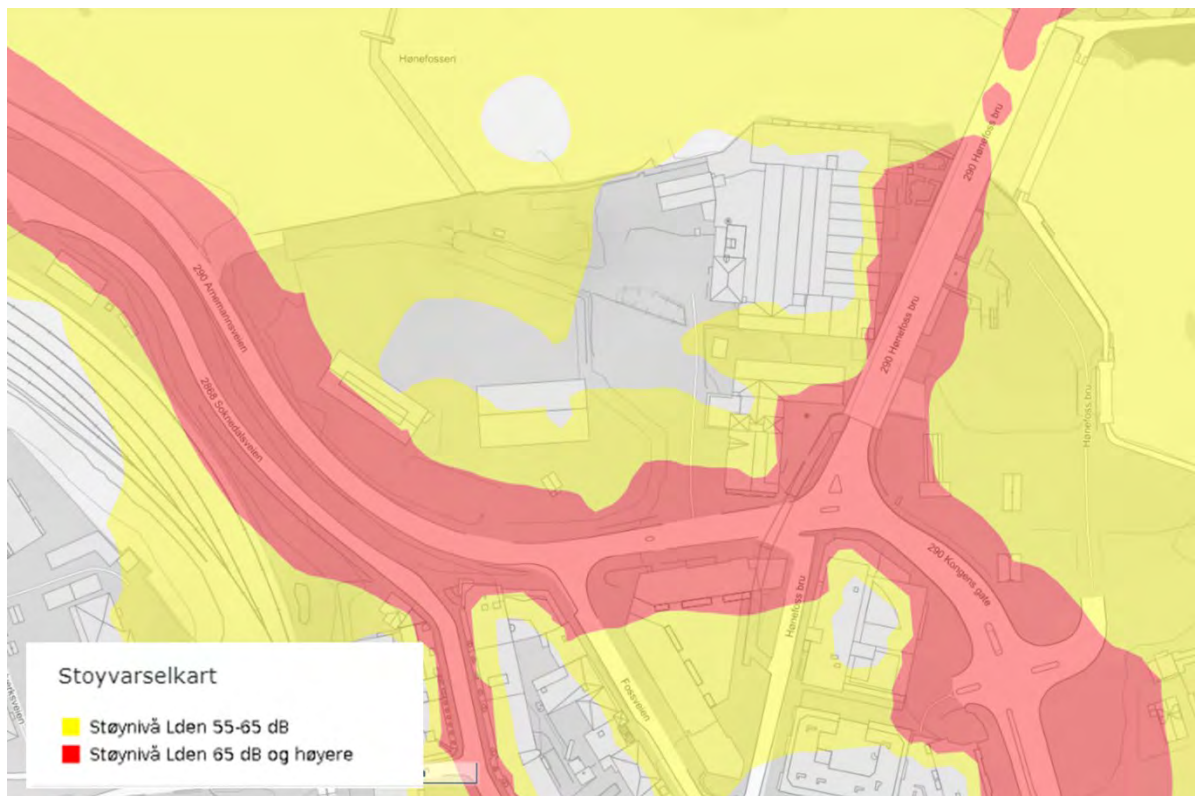 Hønefossen
290 Hønefoss bru
290 Arnemannsveien
290 Hønefoss bru
2868 Soknedalsveien
Hønefoss bru
290 Kongens gate
Hønefoss bru
Fossveien
Støyvarselkart
Støynivå Lden 55-65 dB
Støynivå Lden 65 dB og høyere